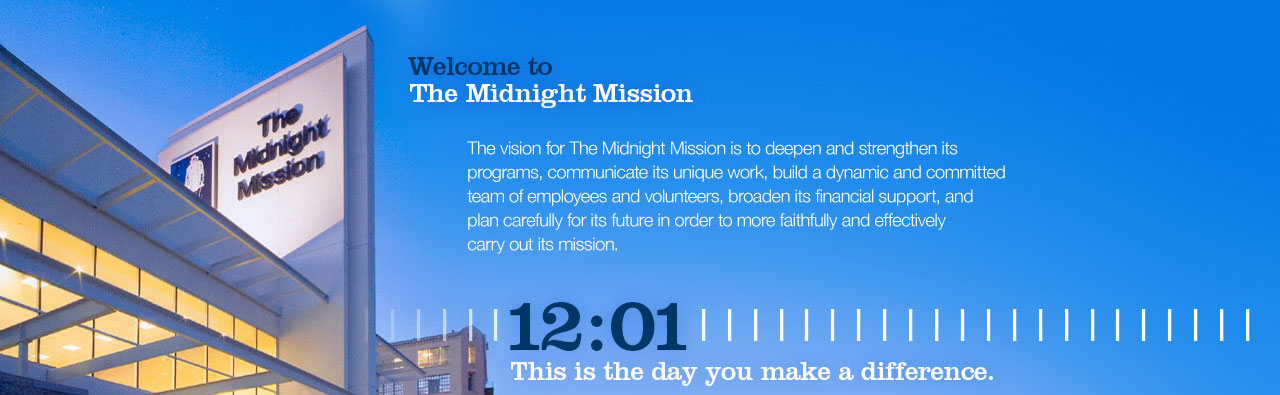 The
Midnight
Mission
Welcome to
The Midnight Mission
The vision for The Midnight Mission is to deepen and strengthen its
programs, communicate its unique work, build a dynamic and committed
team of employees and volunteers, broaden its financial support, and
plan carefully for its future in order to more faithfully and effectively
carry out its mission.
12:01
This is the day you make a difference.